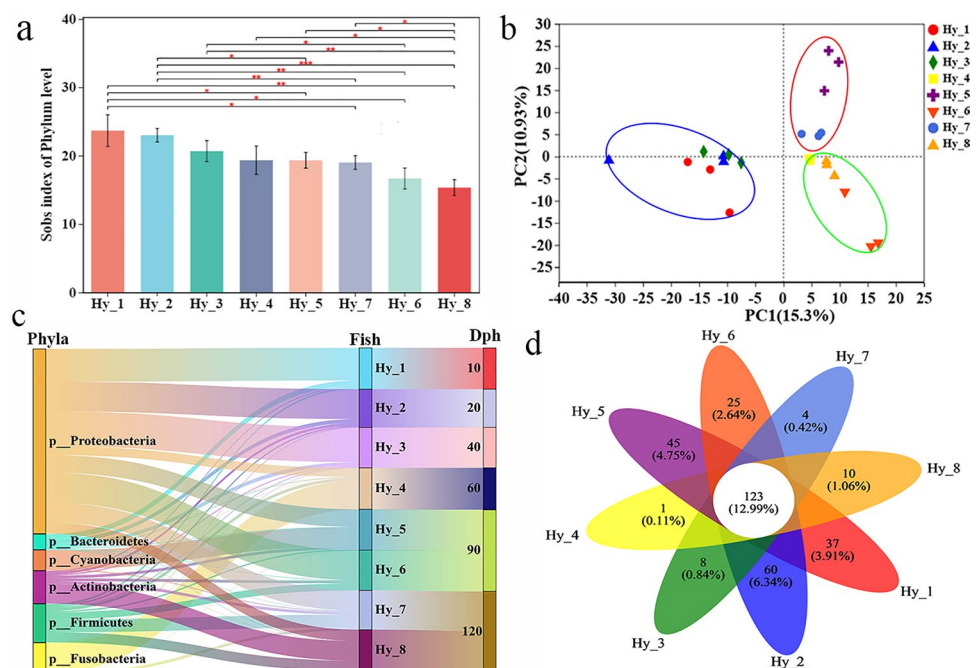 a
Sobs index of Phylum level
40
30
20
10
0
Hy_1 Hy_2 Hy_3 Hy_4 Hy_5 Hy_7 Hy_6 Hy_8
*
*
*
*
**
*
***
**
**
**
*
*
*
b
PC2(10.93%)
30
25
20
15
10
5
0
-5
-10
-15
-20
-25
-40 -35 -30 -25 -20 -15 -10 -5 0 5 10 15 20 25
PC1(15.3%)
Hy_1
Hy_2
Hy_3
Hy_4
Hy_5
Hy_6
Hy_7
Hy_8
c
Phyla Fish Dph
p__Proteobacteria
p__Bacteroidetes
p__Cyanobacteria
p__Actinobacteria
p__Firmicutes
p__Fusobacteria
Hy_1
Hy_2
Hy_3
Hy_4
Hy_5
Hy_6
Hy_7
Hy_8
10
20
40
60
90
120
d
Hy_6
25
(2.64%)
Hy_7
4
(0.42%)
Hy_5
45
(4.75%)
Hy_8
10
(1.06%)
123
(12.99%)
Hy_4
1
(0.11%)
37
(3.91%)
Hy_1
8
(0.84%)
Hy_3
60
(6.34%)
Hy_2